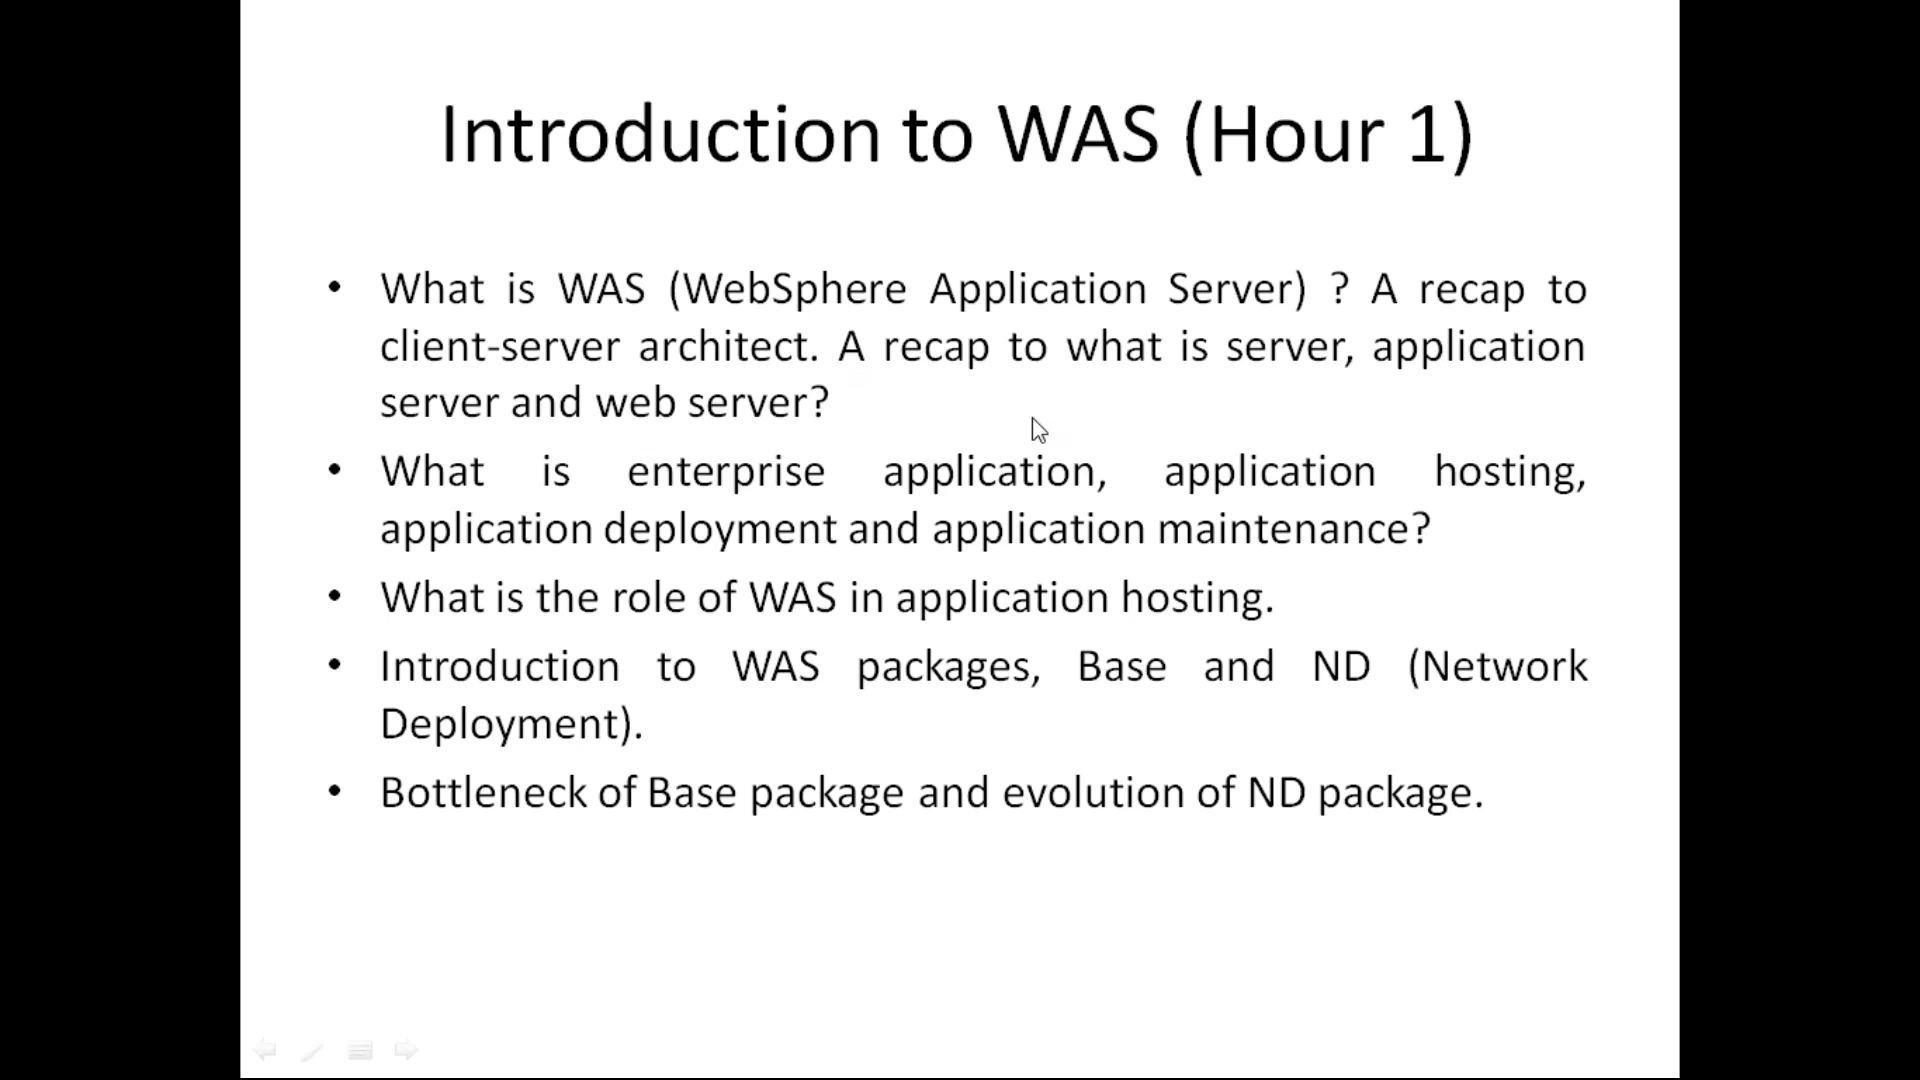 Introduction to WAS (Hour 1)
• What is WAS (WebSphere Application Server) ? A recap to
client-server architect. A recap to what is server, application
server and web server?
• What is enterprise application, application hosting,
application deployment and application maintenance?
• What is the role of WAS in application hosting.
• Introduction to WAS packages, Base and ND (Network
Deployment).
• Bottleneck of Base package and evolution of ND package.